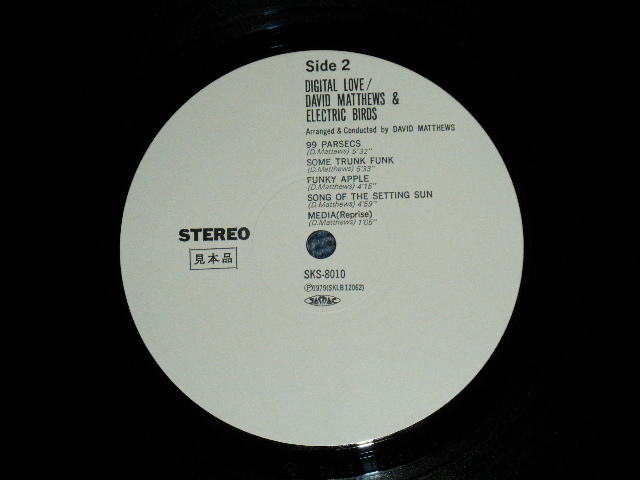 Side 2
DIGITAL LOVE/
DAVID MATTHEWS &
ELECTRIC BIRDS
Arranged & Conducted by DAVID MATTHEWS
99 PARSECS
(D.Matthews) 5'32"
SOME TRUNK FUNK
(D.Matthews) 5'33"
FUNKY APPLE
(D.Matthews) 4'15"
SONG OF THE SETTING SUN
(D.Matthews) 4'59"
MEDIA(Reprise)
(D.Matthews) 1'05"
STEREO
見本品
SKS-8010
Ⓟ1979(SKLB 12062)
JASRAC